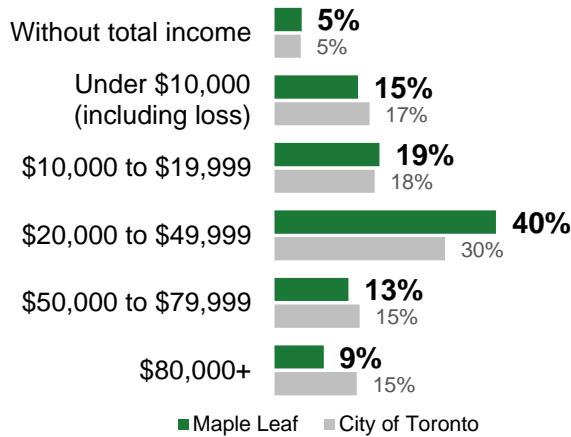 Without total income
5%
5%
Under $10,000
(including loss)
15%
17%
$10,000 to $19,999
19%
18%
$20,000 to $49,999
40%
30%
$50,000 to $79,999
13%
15%
$80,000+
9%
15%
Maple Leaf
City of Toronto